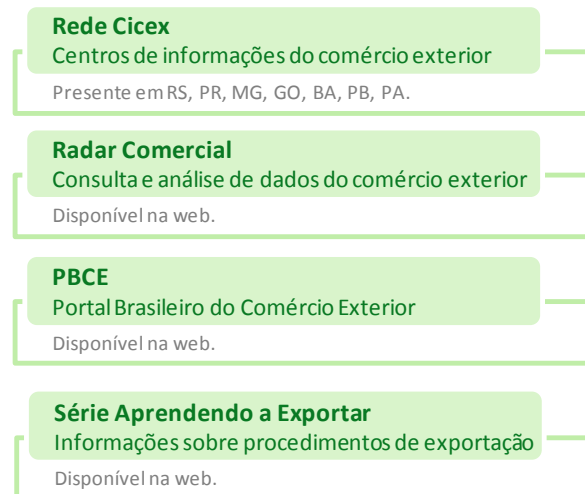 Rede Cicex
Centros de informações do comércio exterior
Presente em RS, PR, MG, GO, BA, PB, PA.
Radar Comercial
Consulta e análise de dados do comércio exterior
Disponível na web.
PBCE
Portal Brasileiro do Comércio Exterior
Disponível na web.
Série Aprendendo a Exportar
Informações sobre procedimentos de exportação
Disponível na web.